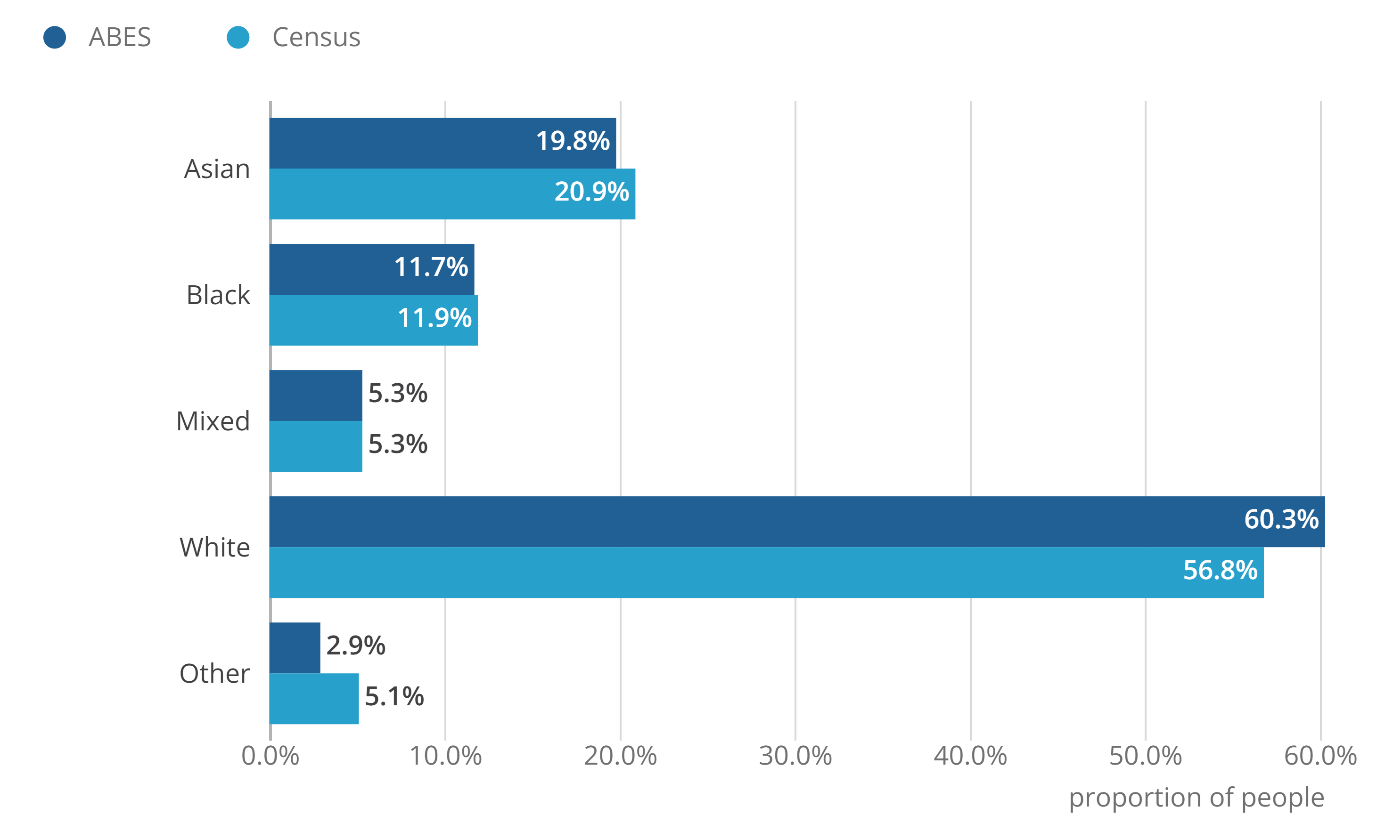 ABES Census
Asian 19.8%
20.9%
Black 11.7%
11.9%
Mixed 5.3%
5.3%
White 60.3%
56.8%
Other 2.9%
5.1%
0.0% 10.0% 20.0% 30.0% 40.0% 50.0% 60.0%
proportion of people